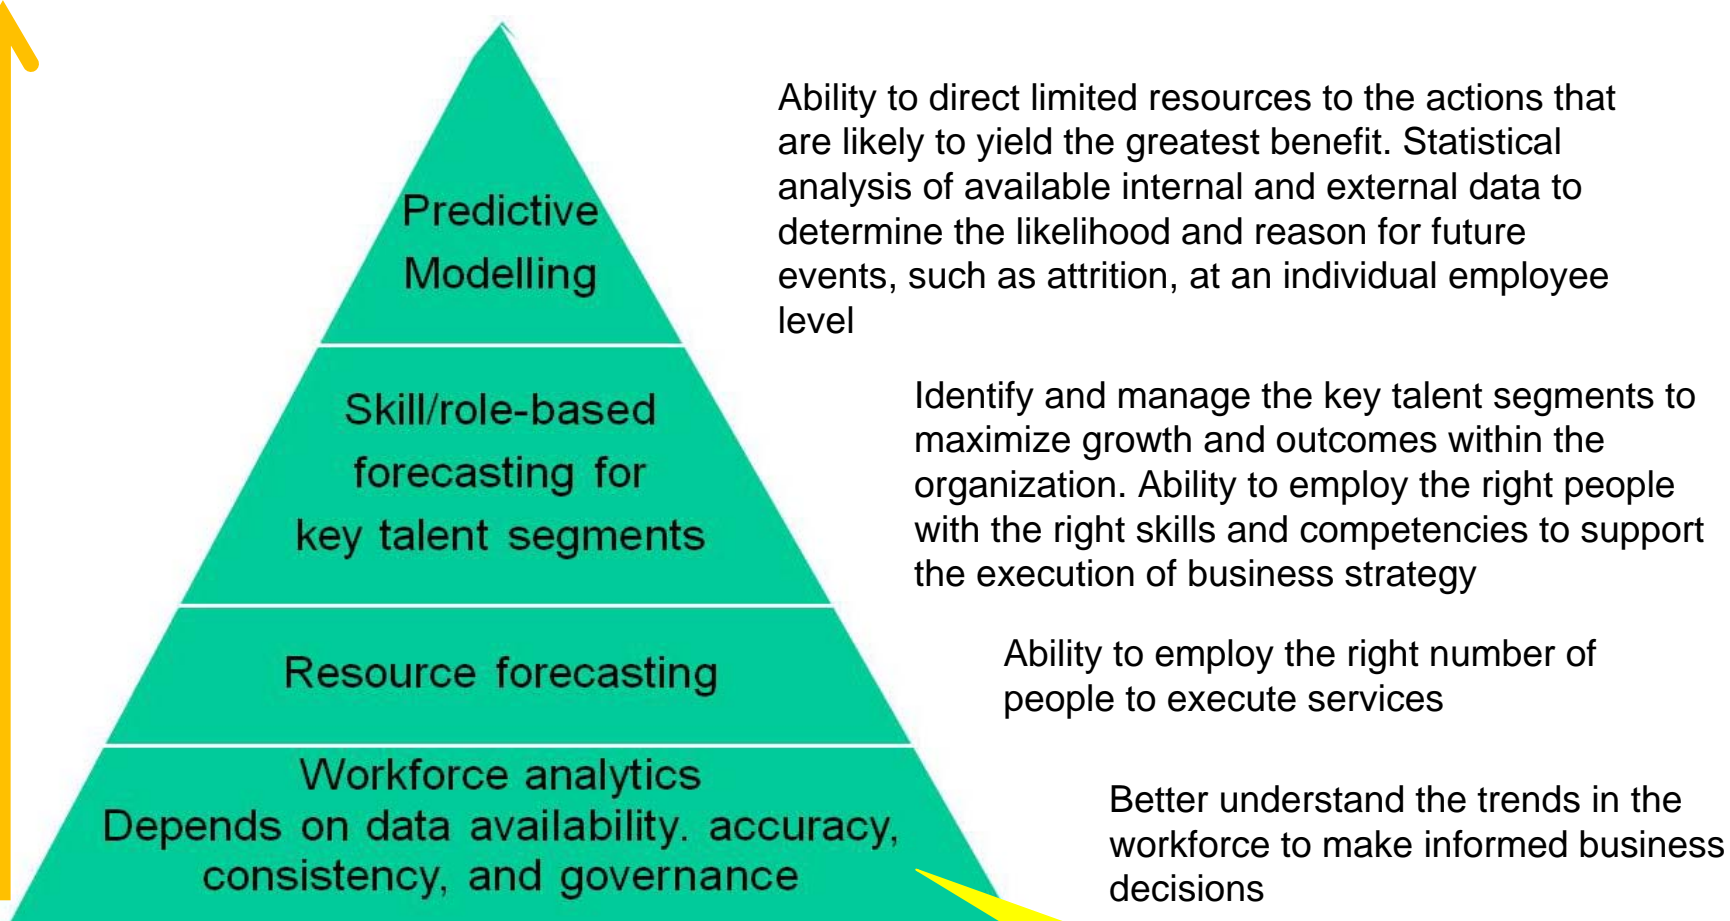 Predictive
Modelling
Ability to direct limited resources to the actions that
are likely to yield the greatest benefit. Statistical
analysis of available internal and external data to
determine the likelihood and reason for future
events, such as attrition, at an individual employee
level
Skill/role-based
forecasting for
key talent segments
Identify and manage the key talent segments to
maximize growth and outcomes within the
organization. Ability to employ the right people
with the right skills and competencies to support
the execution of business strategy
Resource forecasting
Ability to employ the right number of
people to execute services
Workforce analytics
Depends on data availability. accuracy,
consistency, and governance
Better understand the trends in the
workforce to make informed business
decisions